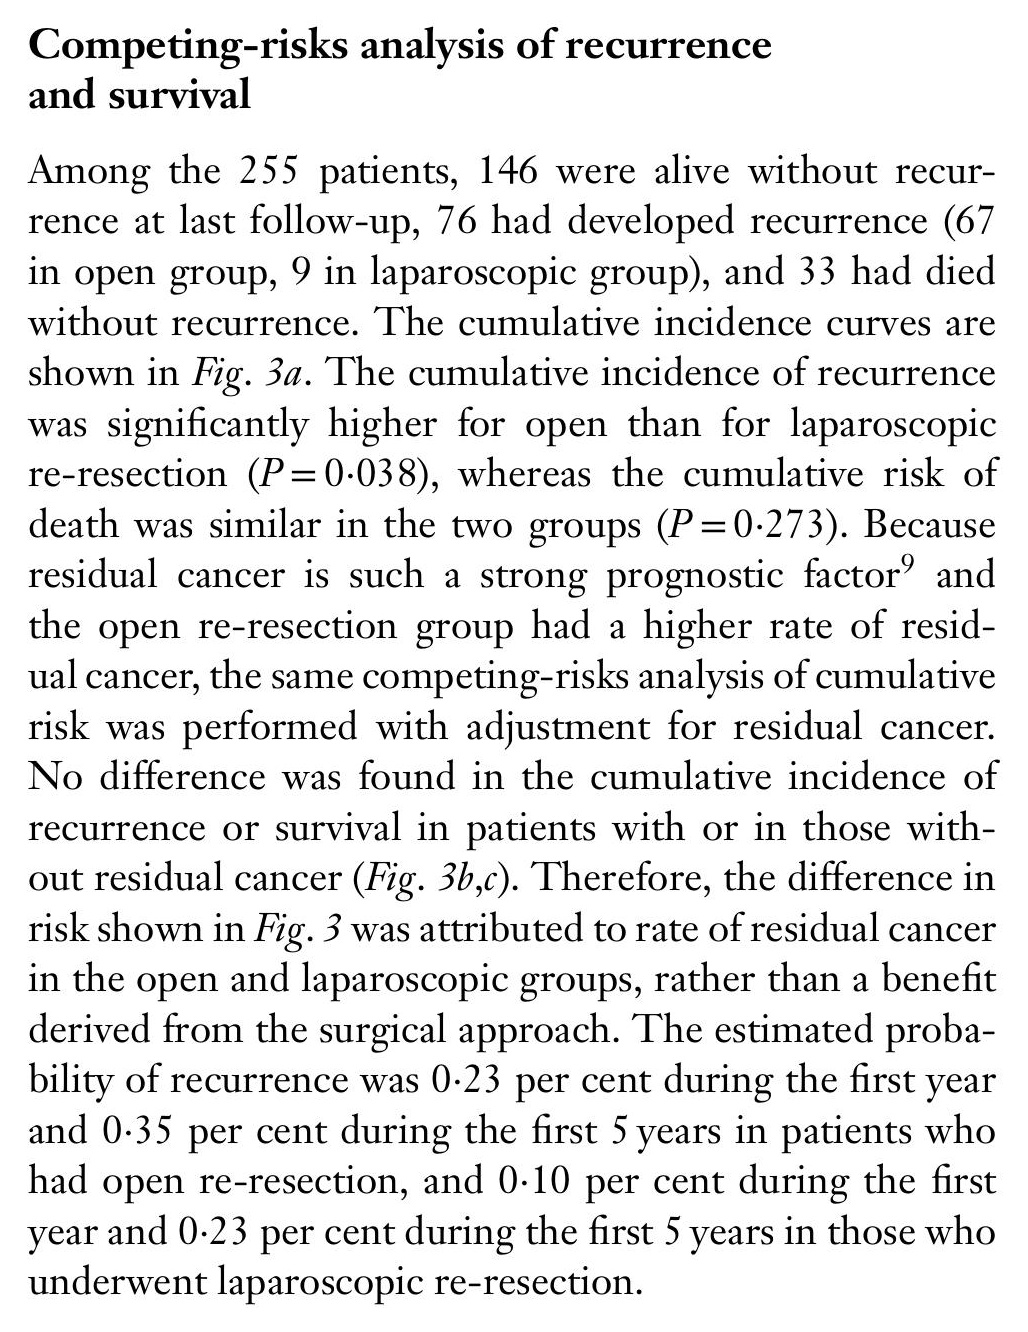 Competing-risks analysis of recurrence
and survival
Among the 255 patients, 146 were alive without recur-
rence at last follow-up, 76 had developed recurrence (67
in open group, 9 in laparoscopic group), and 33 had died
without recurrence. The cumulative incidence curves are
shown in Fig. 3a. The cumulative incidence of recurrence
was significantly higher for open than for laparoscopic
re-resection (P = 0·038), whereas the cumulative risk of
death was similar in the two groups (P = 0·273). Because
residual cancer is such a strong prognostic factor⁹ and
the open re-resection group had a higher rate of resid-
ual cancer, the same competing-risks analysis of cumulative
risk was performed with adjustment for residual cancer.
No difference was found in the cumulative incidence of
recurrence or survival in patients with or in those with-
out residual cancer (Fig. 3b,c). Therefore, the difference in
risk shown in Fig. 3 was attributed to rate of residual cancer
in the open and laparoscopic groups, rather than a benefit
derived from the surgical approach. The estimated proba-
bility of recurrence was 0·23 per cent during the first year
and 0·35 per cent during the first 5 years in patients who
had open re-resection, and 0·10 per cent during the first
year and 0·23 per cent during the first 5 years in those who
underwent laparoscopic re-resection.